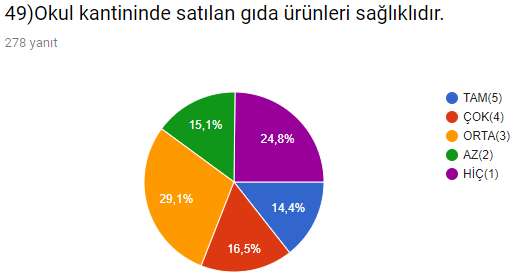 49)Okul kantininde satılan gıda ürünleri sağlıklıdır.
278 yanıt
TAM(5)
ÇOK(4)
ORTA(3)
AZ(2)
HİÇ(1)
15,1%
24,8%
29,1%
14,4%
16,5%